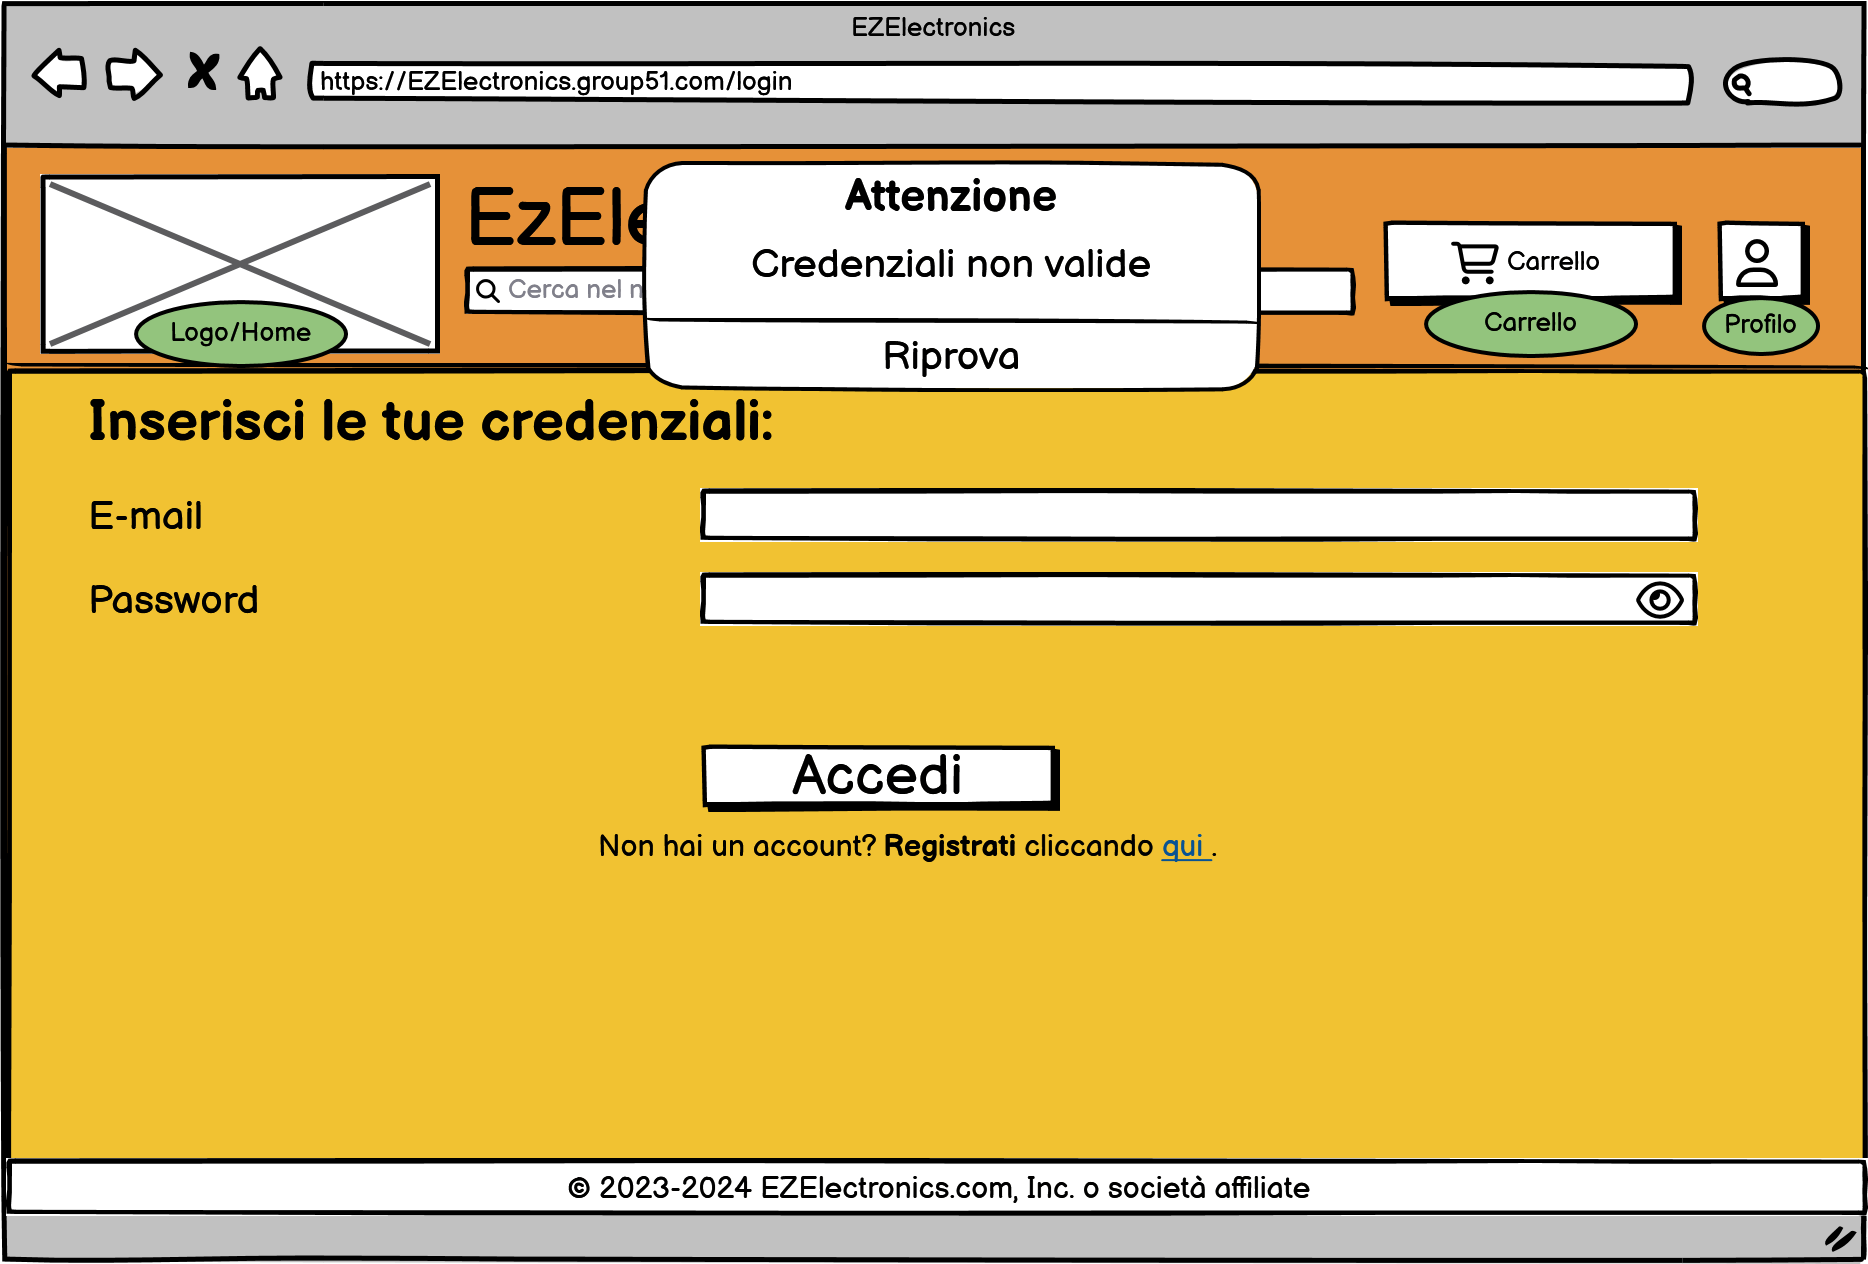 EZElectronics
https://EZElectronics.group51.com/login
Attenzione
EzEle
Credenziali non valide
Cerca nel n
Carrello
Logo/Home
Carrello
Profilo
Riprova
Inserisci le tue credenziali:
E-mail
Password
Accedi
Non hai un account? Registrati cliccando qui .
© 2023-2024 EZElectronics.com, Inc. o società affiliate